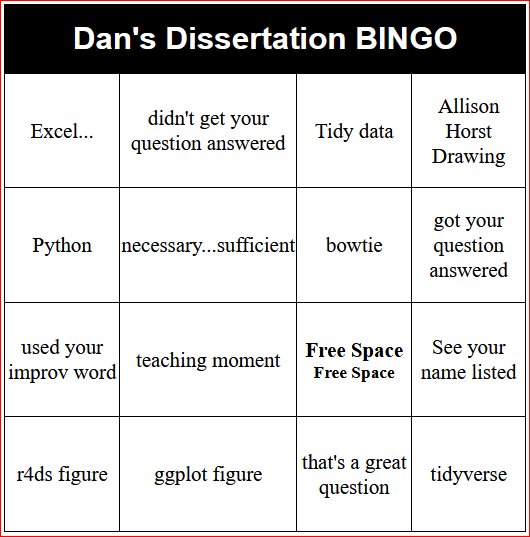 Dan's Dissertation BINGO
Excel...
didn't get your
question answered
Tidy data
Allison
Horst
Drawing
Python
necessary...sufficient
bowtie
got your
question
answered
used your
improv word
teaching moment
Free Space
Free Space
See your
name listed
r4ds figure
ggplot figure
that's a great
question
tidyverse